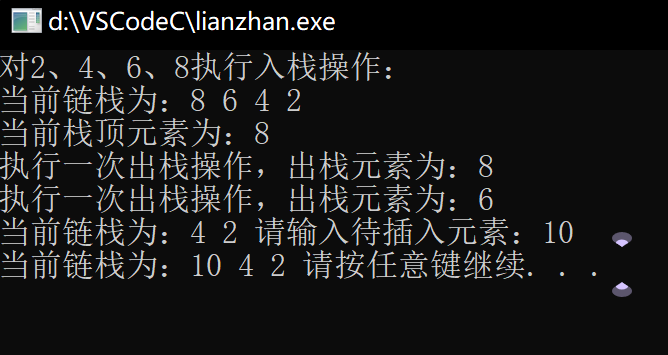 d:\VSCodeC\lianzhan.exe
对2、4、6、8执行入栈操作：
当前链栈为：8 6 4 2
当前栈顶元素为：8
执行一次出栈操作，出栈元素为：8
执行一次出栈操作，出栈元素为：6
当前链栈为：4 2 请输入待插入元素：10
当前链栈为：10 4 2 请按任意键继续. . .